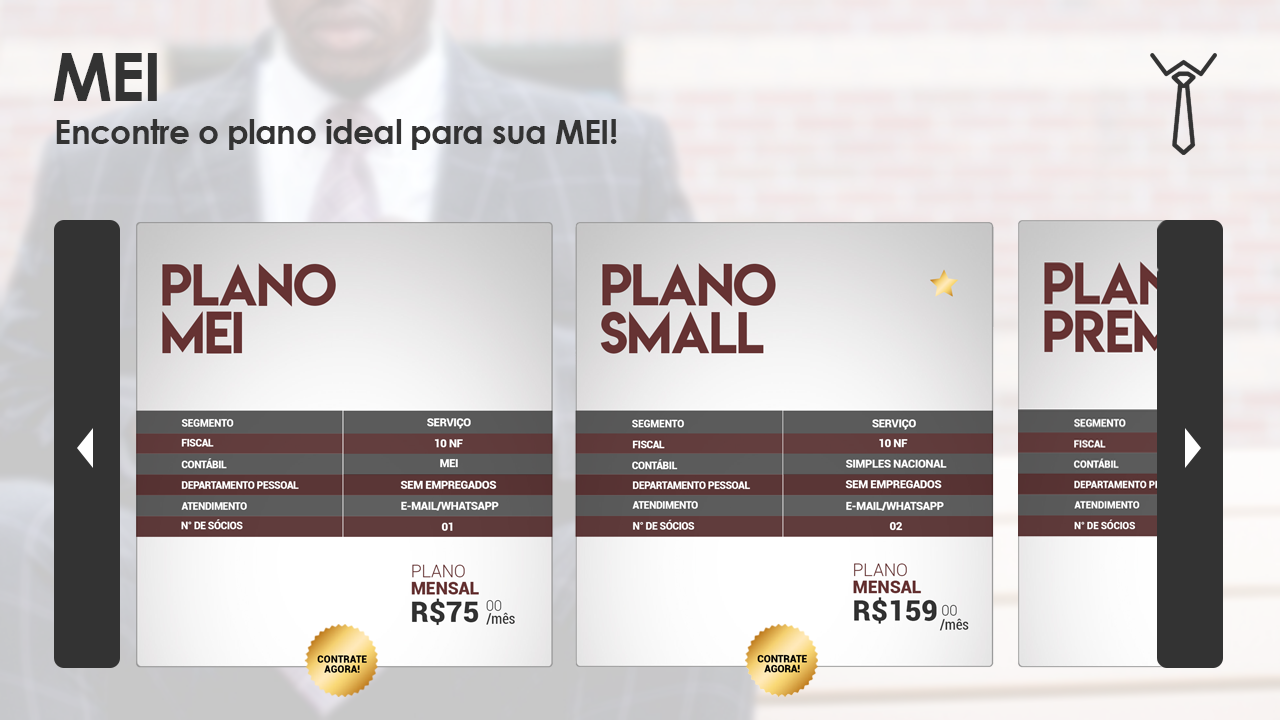 MEI
Encontre o plano ideal para sua MEI!
PLANO
MEI
SEGMENTO SERVIÇO
FISCAL 10 NF
CONTÁBIL MEI
DEPARTAMENTO PESSOAL SEM EMPREGADOS
ATENDIMENTO E-MAIL/WHATSAPP
N° DE SÓCIOS 01
PLANO
MENSAL
R$75 00
/mês
CONTRATE
AGORA!
PLANO
SMALL
SEGMENTO SERVIÇO
FISCAL 10 NF
CONTÁBIL SIMPLES NACIONAL
DEPARTAMENTO PESSOAL SEM EMPREGADOS
ATENDIMENTO E-MAIL/WHATSAPP
N° DE SÓCIOS 02
PLANO
MENSAL
R$159 00
/mês
CONTRATE
AGORA!
SEGMENTO
FISCAL
CONTÁBIL
DEPARTAMENTO
ATENDIMENTO
N° DE SÓCIOS